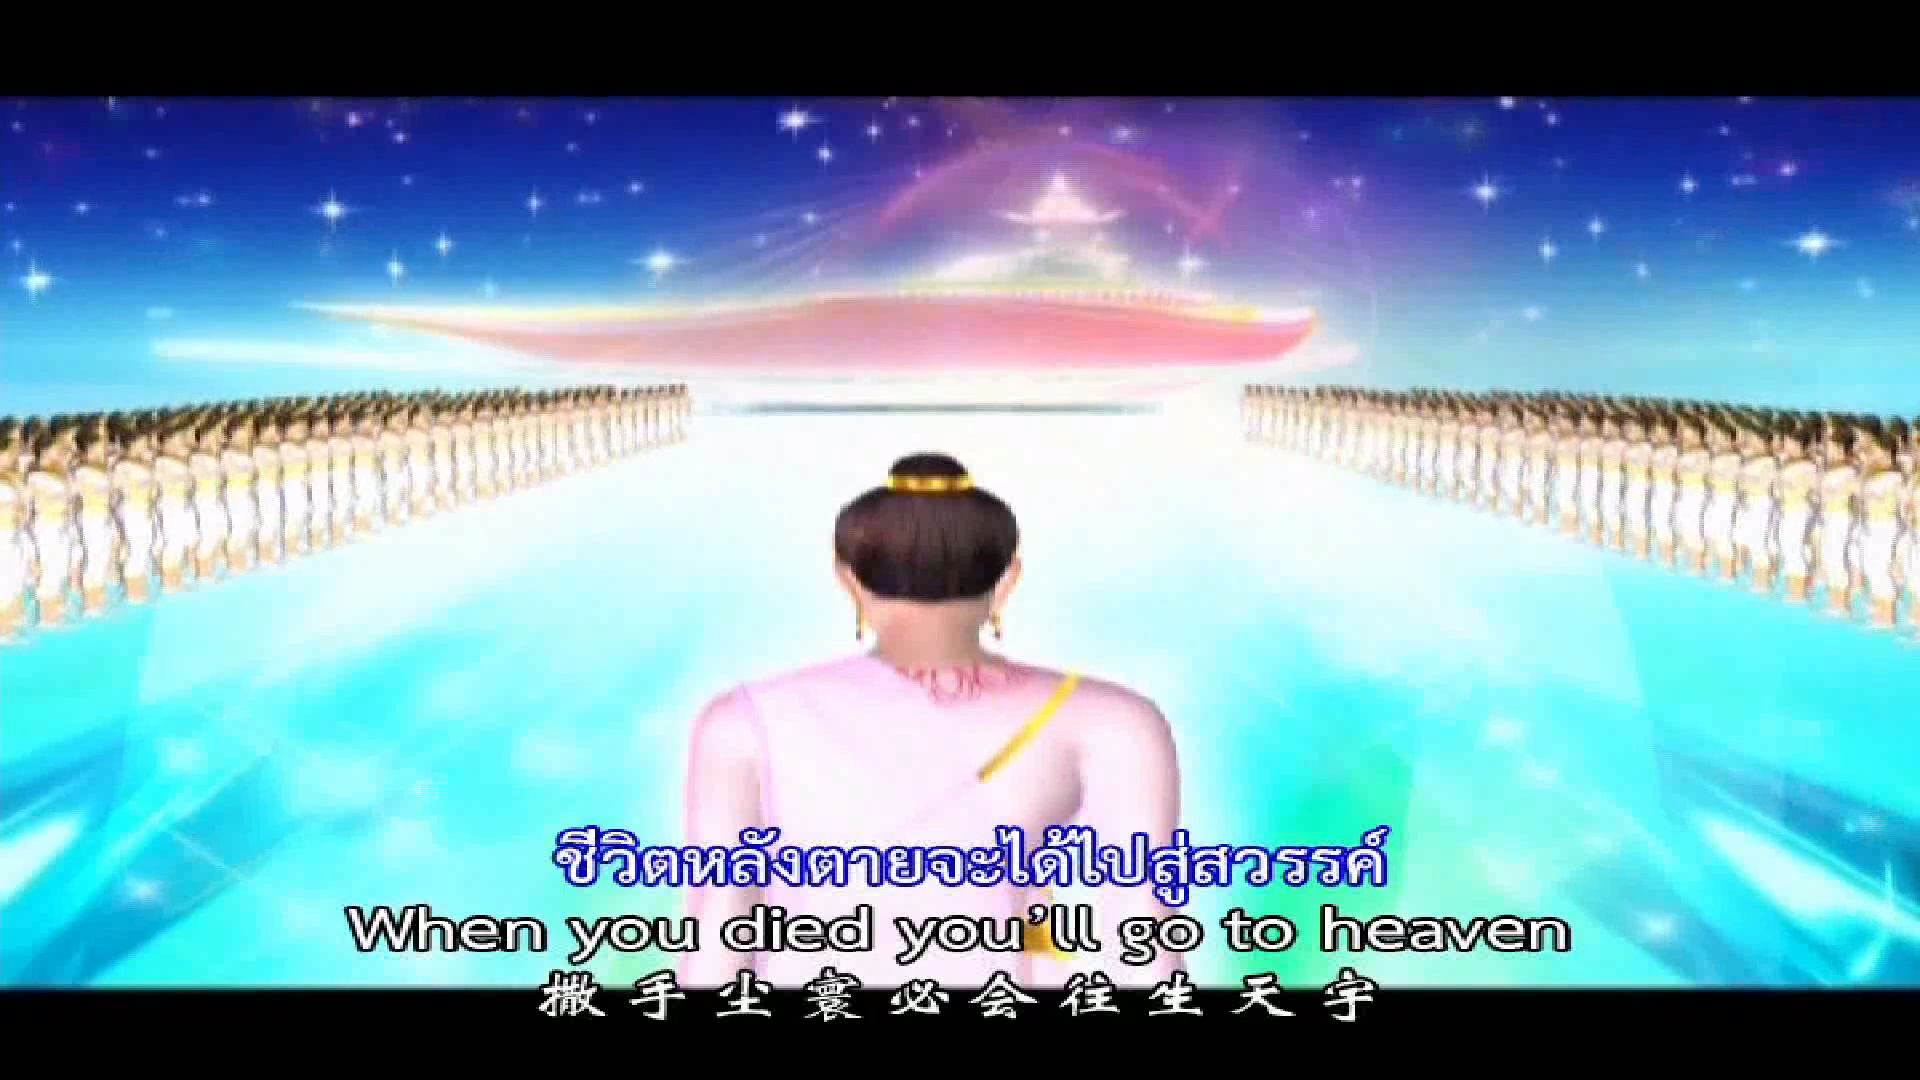 ชีวิตหลังตายจะได้ไปสู่สวรรค์
When you died you'll go to heaven
撒手尘寰必会往生天宇